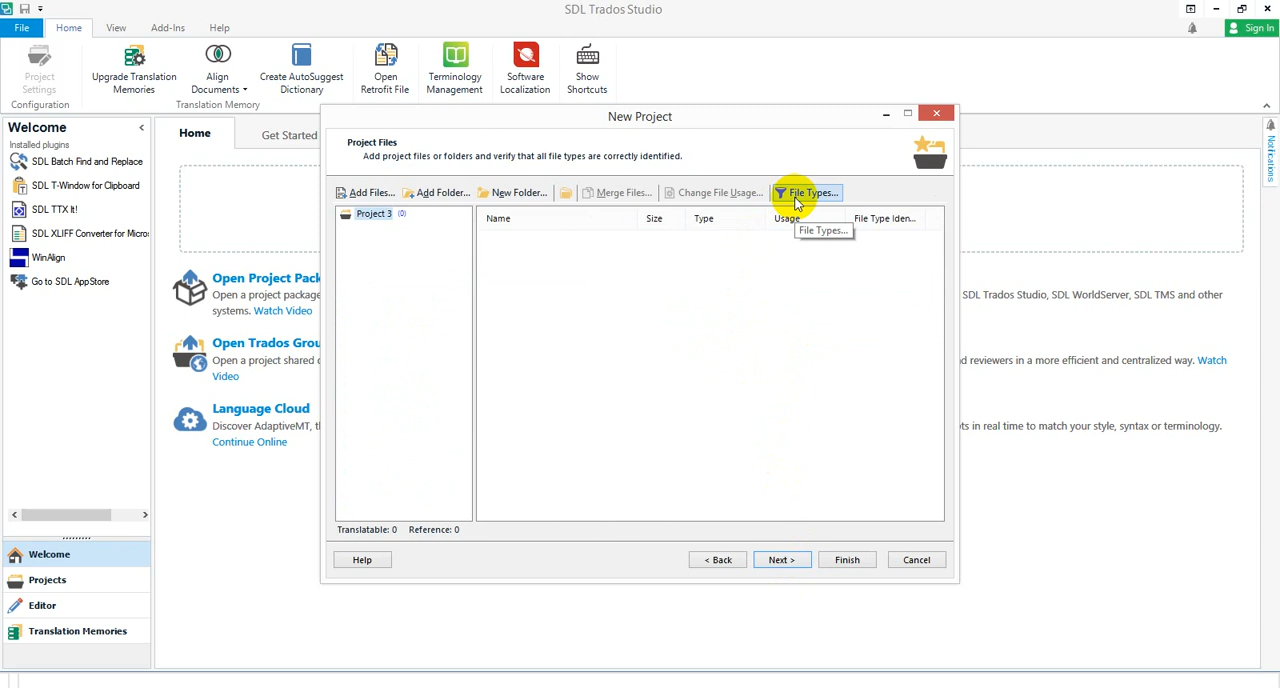 SDL Trados Studio
File Home View Add-Ins Help
Sign In
Project Settings
Upgrade Translation Memories
Align Documents
Create AutoSuggest Dictionary
Open Retrofit File
Terminology Management
Software Localization
Show Shortcuts
Configuration
Translation Memory
Welcome
Installed plugins
SDL Batch Find and Replace
SDL T-Window for Clipboard
SDL TTX it!
SDL XLIFF Converter for Micro
WinAlign
Go to SDL AppStore
Welcome
Projects
Editor
Translation Memories
Home
Get Started
Open Project Pack
Open a project package
systems. Watch Video
SDL Trados Studio, SDL WorldServer, SDL TMS and other
Open Trados Grou
Open a project shared
Video
d reviewers in a more efficient and centralized way. Watch
Language Cloud
Discover AdaptiveMT, t
Continue Online
ts in real time to match your style, syntax or terminology.
Notifications
New Project
Project Files
Add project files or folders and verify that all file types are correctly identified.
Add Files... Add Folder... New Folder... Merge Files... Change File Usage... File Types...
Project 3 (0)
Name Size Type Usage File Type Iden...
File Types...
Translatable: 0 Reference: 0
Help < Back Next > Finish Cancel